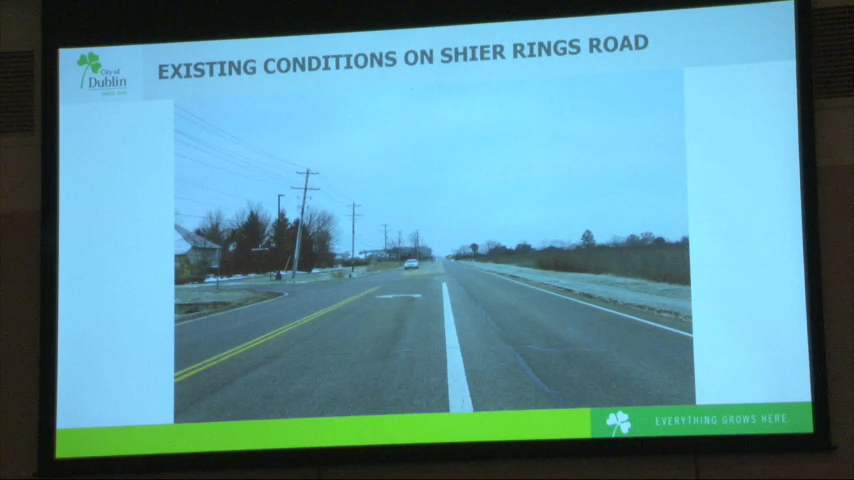 City of
Dublin
EXISTING CONDITIONS ON SHIER RINGS ROAD
EVERYTHING GROWS HERE.